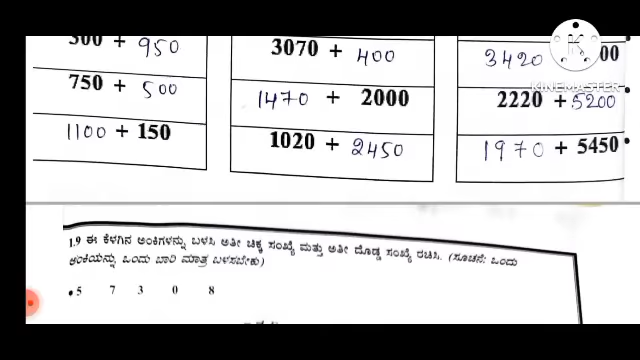 300 + 950 3070 + 400 3420
750 + 500 1470 + 2000 2220 + 5200
1100 + 150 1020 + 2450 1970 + 5450
KINEMASTER
1.9 ಈ ಕೆಳಗಿನ ಅಂಕಿಗಳನ್ನು ಬಳಸಿ ಅತೀ ಚಿಕ್ಕ ಸಂಖ್ಯೆ ಮತ್ತು ಅತೀ ದೊಡ್ಡ ಸಂಖ್ಯೆ ರಚಿಸಿ. (ಸೂಚನೆ: ಒಂದು
ಅಂಕಿಯನ್ನು ಒಂದು ಬಾರಿ ಮಾತ್ರ ಬಳಸಬೇಕು)
•5 7 3 0 8